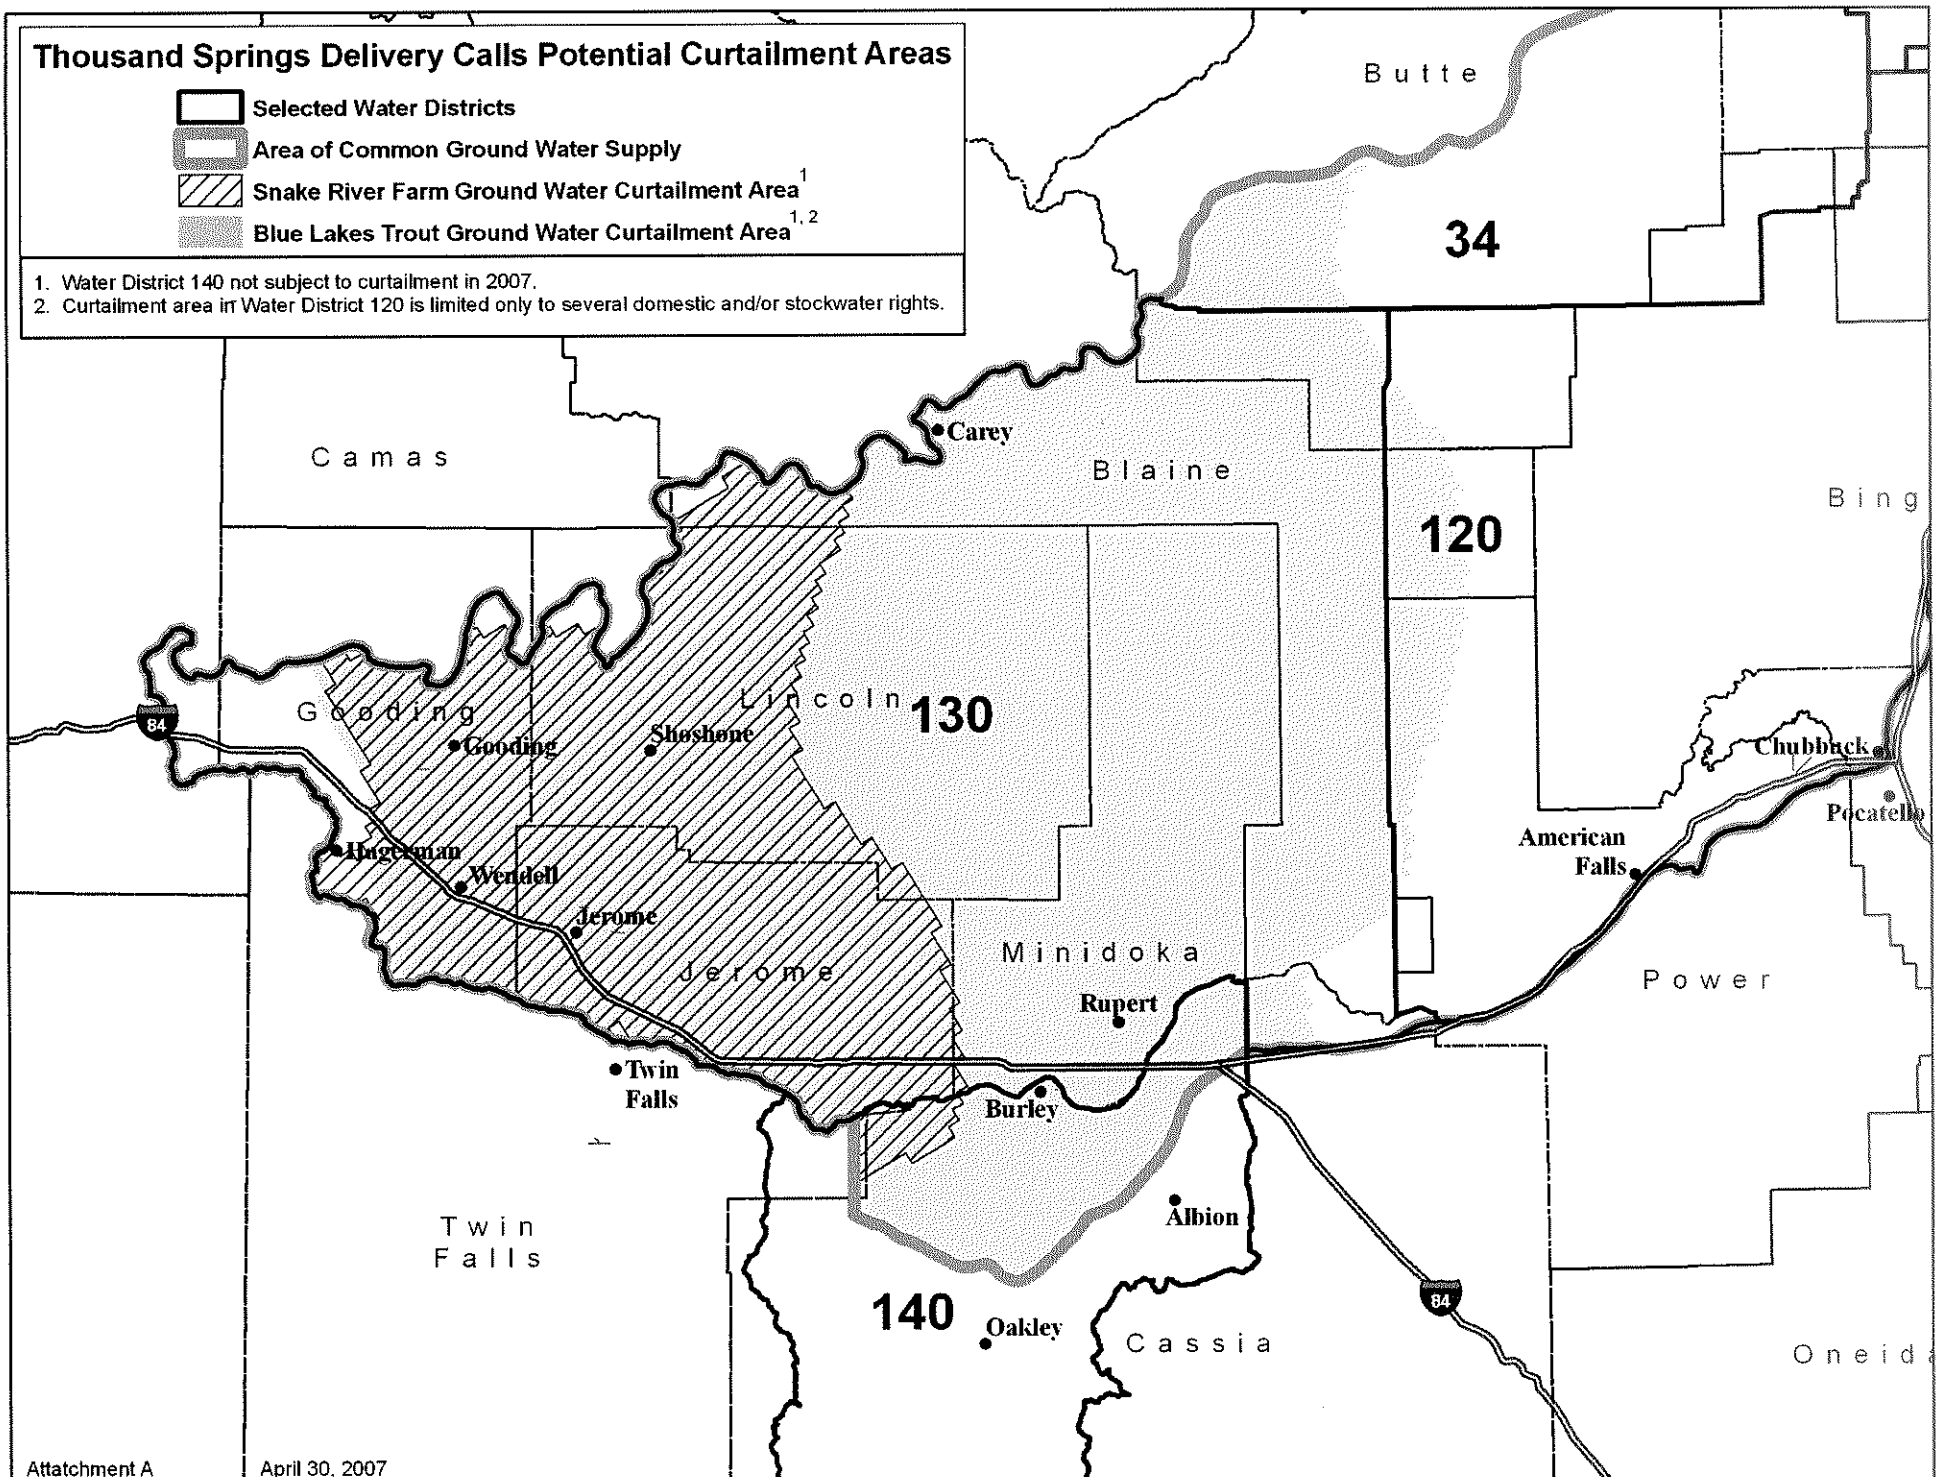 Thousand Springs Delivery Calls Potential Curtailment Areas
Selected Water Districts
Area of Common Ground Water Supply
Snake River Farm Ground Water Curtailment Area1
Blue Lakes Trout Ground Water Curtailment Area1, 2
1. Water District 140 not subject to curtailment in 2007.
2. Curtailment area in Water District 120 is limited only to several domestic and/or stockwater rights.
Butte
34
Carey
Camas
Blaine
Bing
120
Lincoln
130
Gooding
84
Gooding
Shoshone
Chubbuck
Pocatello
American
Falls
Hagerman
Wendell
Jerome
Jerome
Minidoka
Power
Rupert
Twin
Falls
Burley
Albion
Twin
Falls
140
84
Oakley
Cassia
Oneida
Attatchment A
April 30, 2007